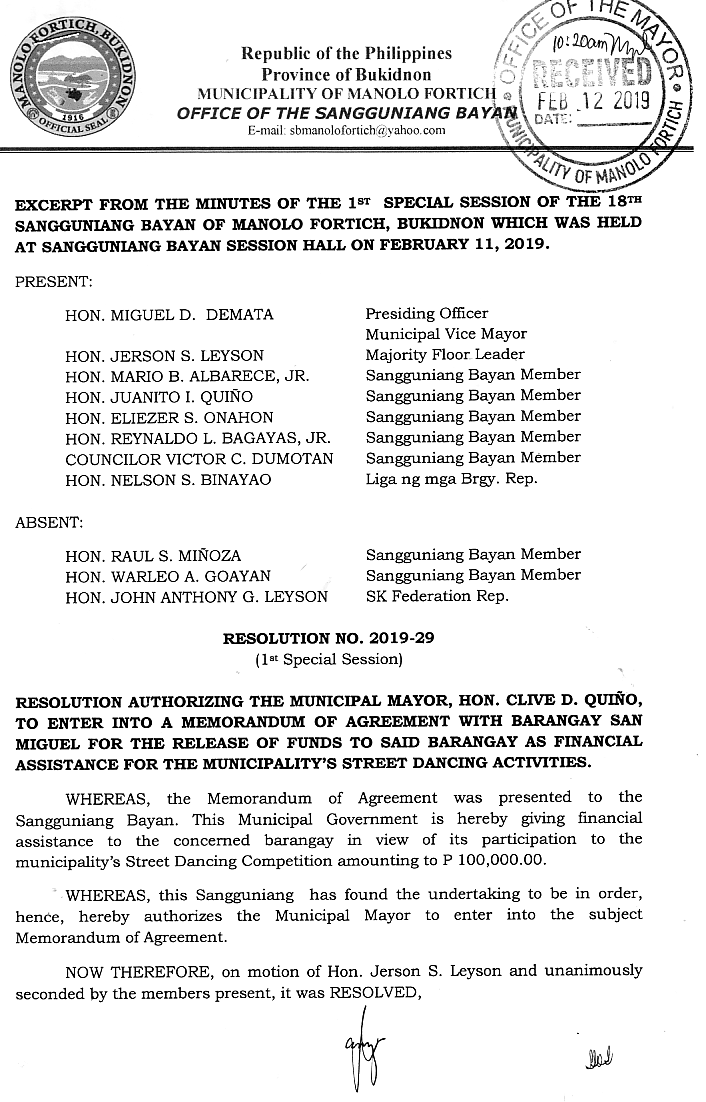 MANOLO FORTICH, BUKIDNON
1916
OFFICIAL SEAL
Republic of the Philippines
Province of Bukidnon
MUNICIPALITY OF MANOLO FORTICH
OFFICE OF THE SANGGUNIANG BAYAN
E-mail: sbmanolofortich@yahoo.com
OFFICE OF THE MAYOR
10:20am
RECEIVED
FEB 12 2019
DATE:
MUNICIPALITY OF MANOLO FORTICH
EXCERPT FROM THE MINUTES OF THE 1ST SPECIAL SESSION OF THE 18TH
SANGGUNIANG BAYAN OF MANOLO FORTICH, BUKIDNON WHICH WAS HELD
AT SANGGUNIANG BAYAN SESSION HALL ON FEBRUARY 11, 2019.
PRESENT:
HON. MIGUEL D. DEMATA Presiding Officer
Municipal Vice Mayor
HON. JERSON S. LEYSON Majority Floor Leader
HON. MARIO B. ALBARECE, JR. Sangguniang Bayan Member
HON. JUANITO I. QUIÑO Sangguniang Bayan Member
HON. ELIEZER S. ONAHON Sangguniang Bayan Member
HON. REYNALDO L. BAGAYAS, JR. Sangguniang Bayan Member
COUNCILOR VICTOR C. DUMOTAN Sangguniang Bayan Member
HON. NELSON S. BINAYAO Liga ng mga Brgy. Rep.
ABSENT:
HON. RAUL S. MIÑOZA Sangguniang Bayan Member
HON. WARLEO A. GOAYAN Sangguniang Bayan Member
HON. JOHN ANTHONY G. LEYSON SK Federation Rep.
RESOLUTION NO. 2019-29
(1st Special Session)
RESOLUTION AUTHORIZING THE MUNICIPAL MAYOR, HON. CLIVE D. QUIÑO,
TO ENTER INTO A MEMORANDUM OF AGREEMENT WITH BARANGAY SAN
MIGUEL FOR THE RELEASE OF FUNDS TO SAID BARANGAY AS FINANCIAL
ASSISTANCE FOR THE MUNICIPALITY'S STREET DANCING ACTIVITIES.
WHEREAS, the Memorandum of Agreement was presented to the
Sangguniang Bayan. This Municipal Government is hereby giving financial
assistance to the concerned barangay in view of its participation to the
municipality's Street Dancing Competition amounting to P 100,000.00.
WHEREAS, this Sangguniang has found the undertaking to be in order,
hence, hereby authorizes the Municipal Mayor to enter into the subject
Memorandum of Agreement.
NOW THEREFORE, on motion of Hon. Jerson S. Leyson and unanimously
seconded by the members present, it was RESOLVED,